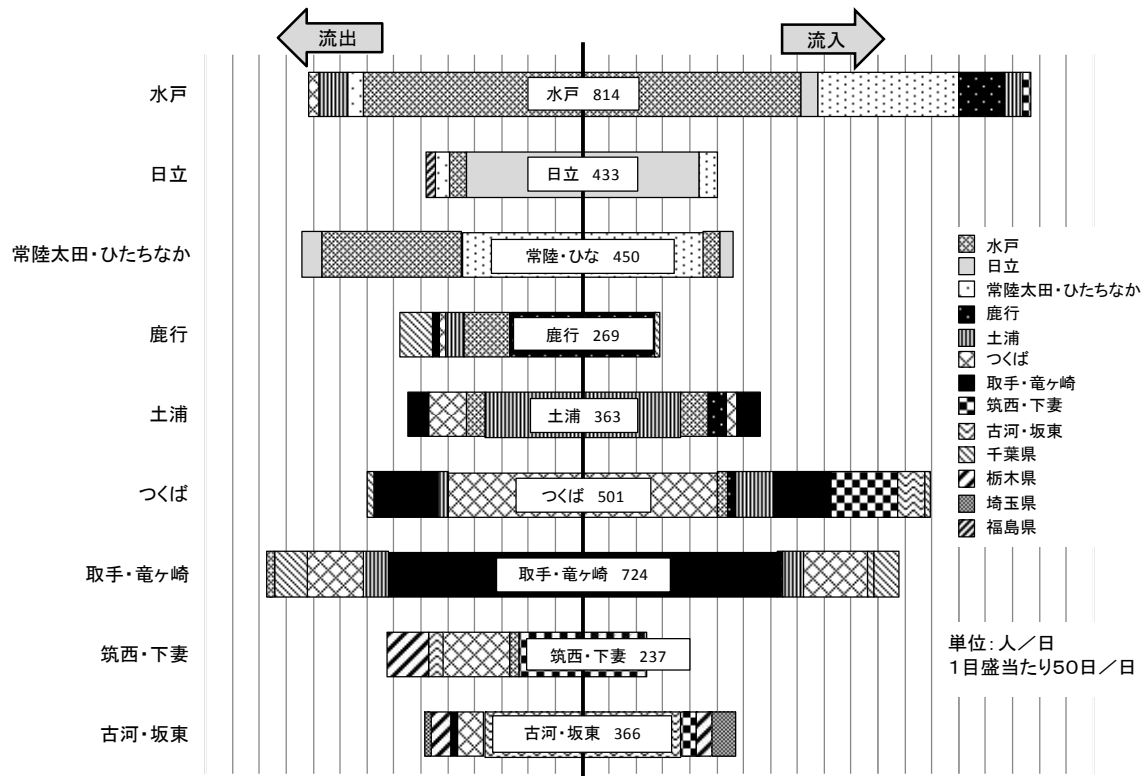 流出
流入
水戸
水戸 814
日立
日立 433
常陸太田・ひたちなか
常陸・ひな 450
鹿行
鹿行 269
土浦
土浦 363
つくば
つくば 501
取手・竜ヶ崎
取手・竜ヶ崎 724
筑西・下妻
筑西・下妻 237
古河・坂東
古河・坂東 366
水戸
日立
常陸太田・ひたちなか
鹿行
土浦
つくば
取手・竜ヶ崎
筑西・下妻
古河・坂東
千葉県
栃木県
埼玉県
福島県
単位:人/日
1目盛当たり50日/日